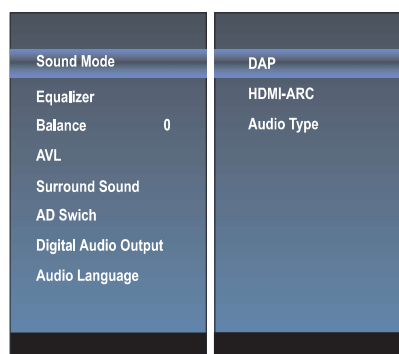 Sound Mode
Equalizer
Balance 0
AVL
Surround Sound
AD Swich
Digital Audio Output
Audio Language
DAP
HDMI-ARC
Audio Type